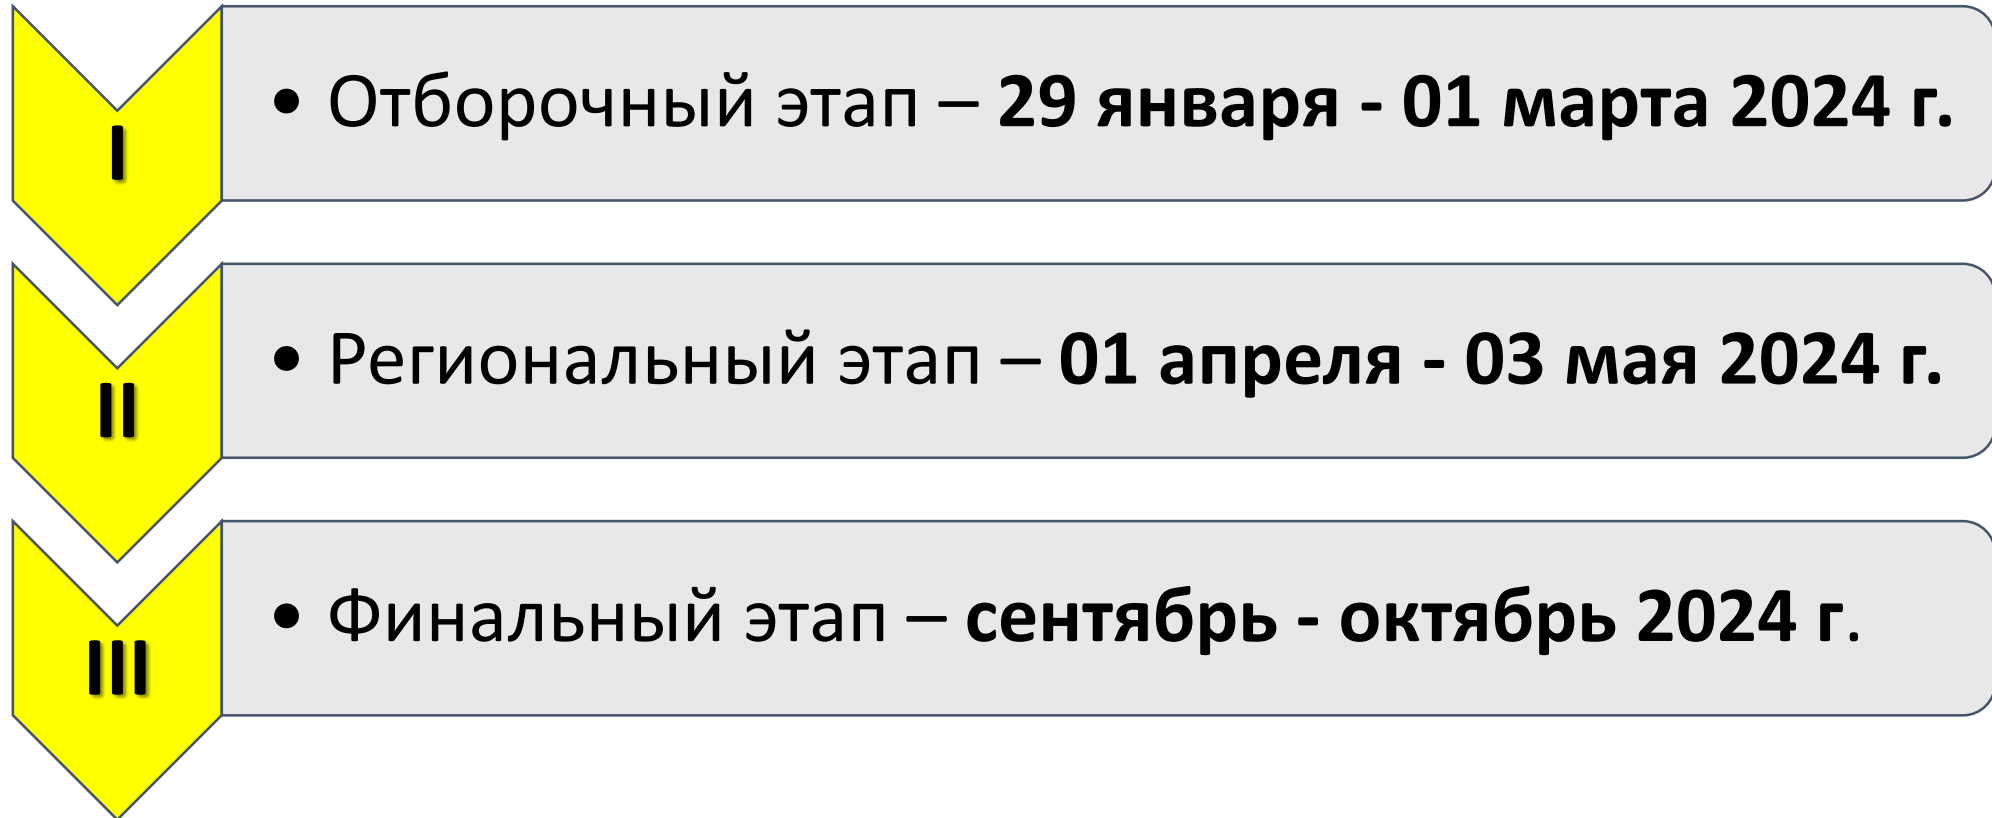 I
• Отборочный этап – 29 января - 01 марта 2024 г.
II
• Региональный этап – 01 апреля - 03 мая 2024 г.
III
• Финальный этап – сентябрь - октябрь 2024 г.